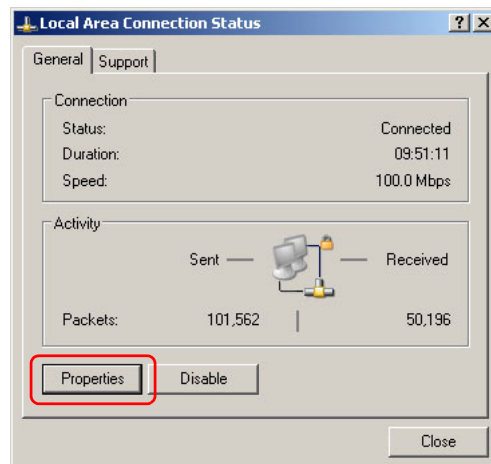 Local Area Connection Status
General Support
Connection
Status: Connected
Duration: 09:51:11
Speed: 100.0 Mbps
Activity
Sent Received
Packets: 101,562 50,196
Properties Disable
Close